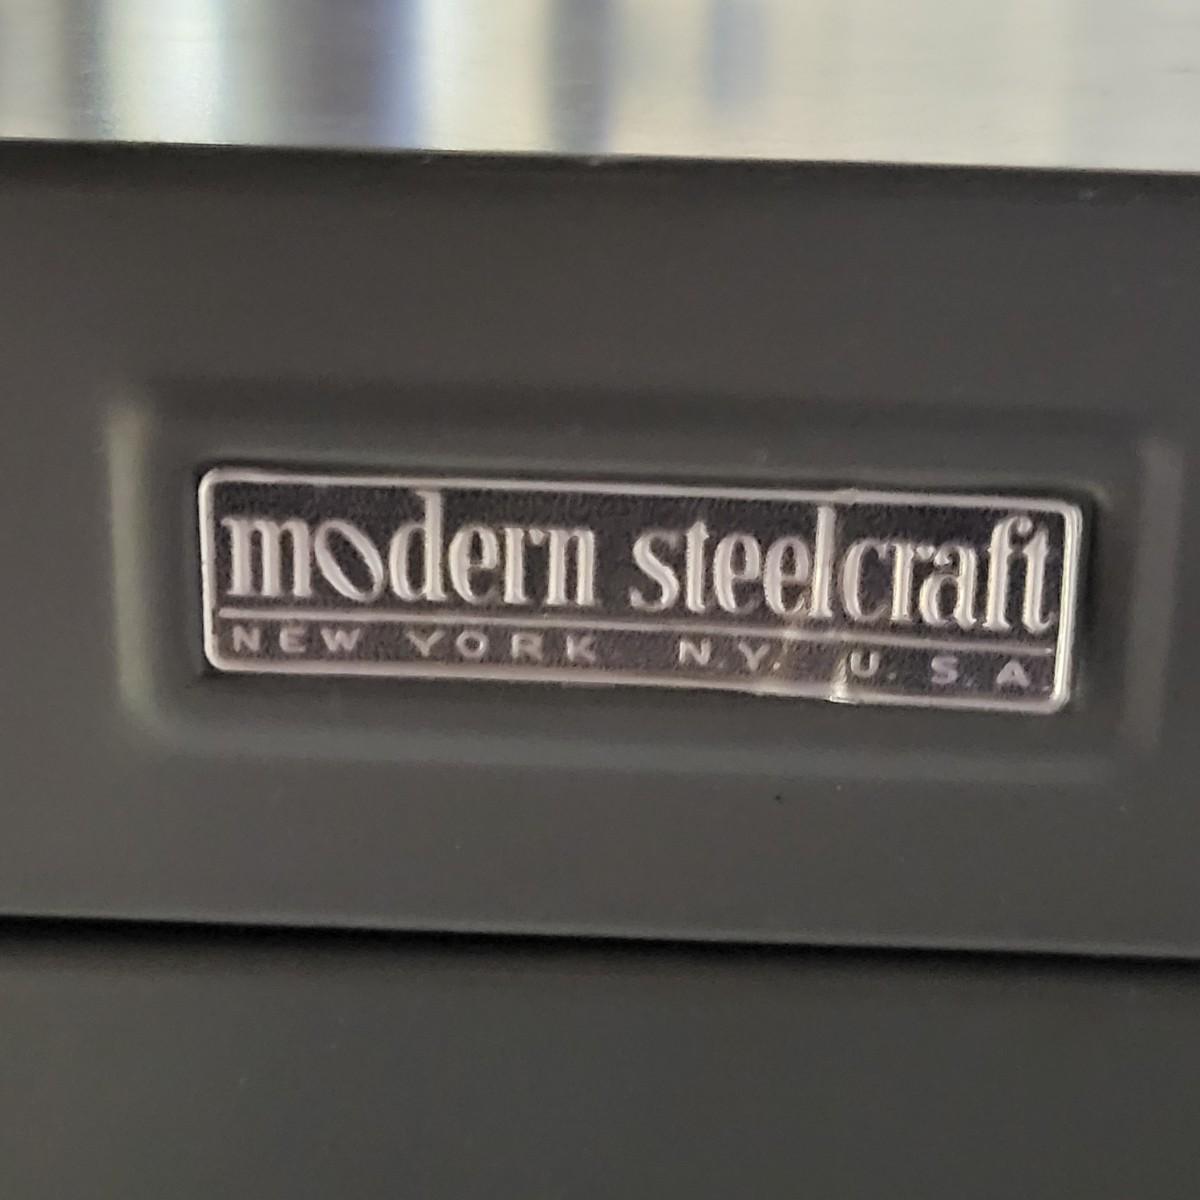 modern steelcraft
NEW YORK N.Y. U.S.A